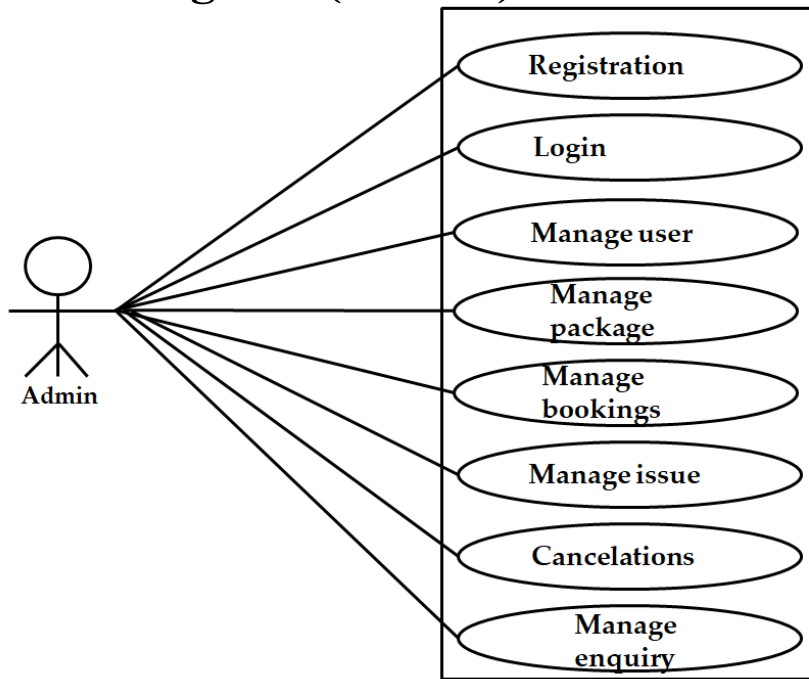 Registration
Login
Manage user
Manage
package
Admin
Manage
bookings
Manage issue
Cancelations
Manage
enquiry